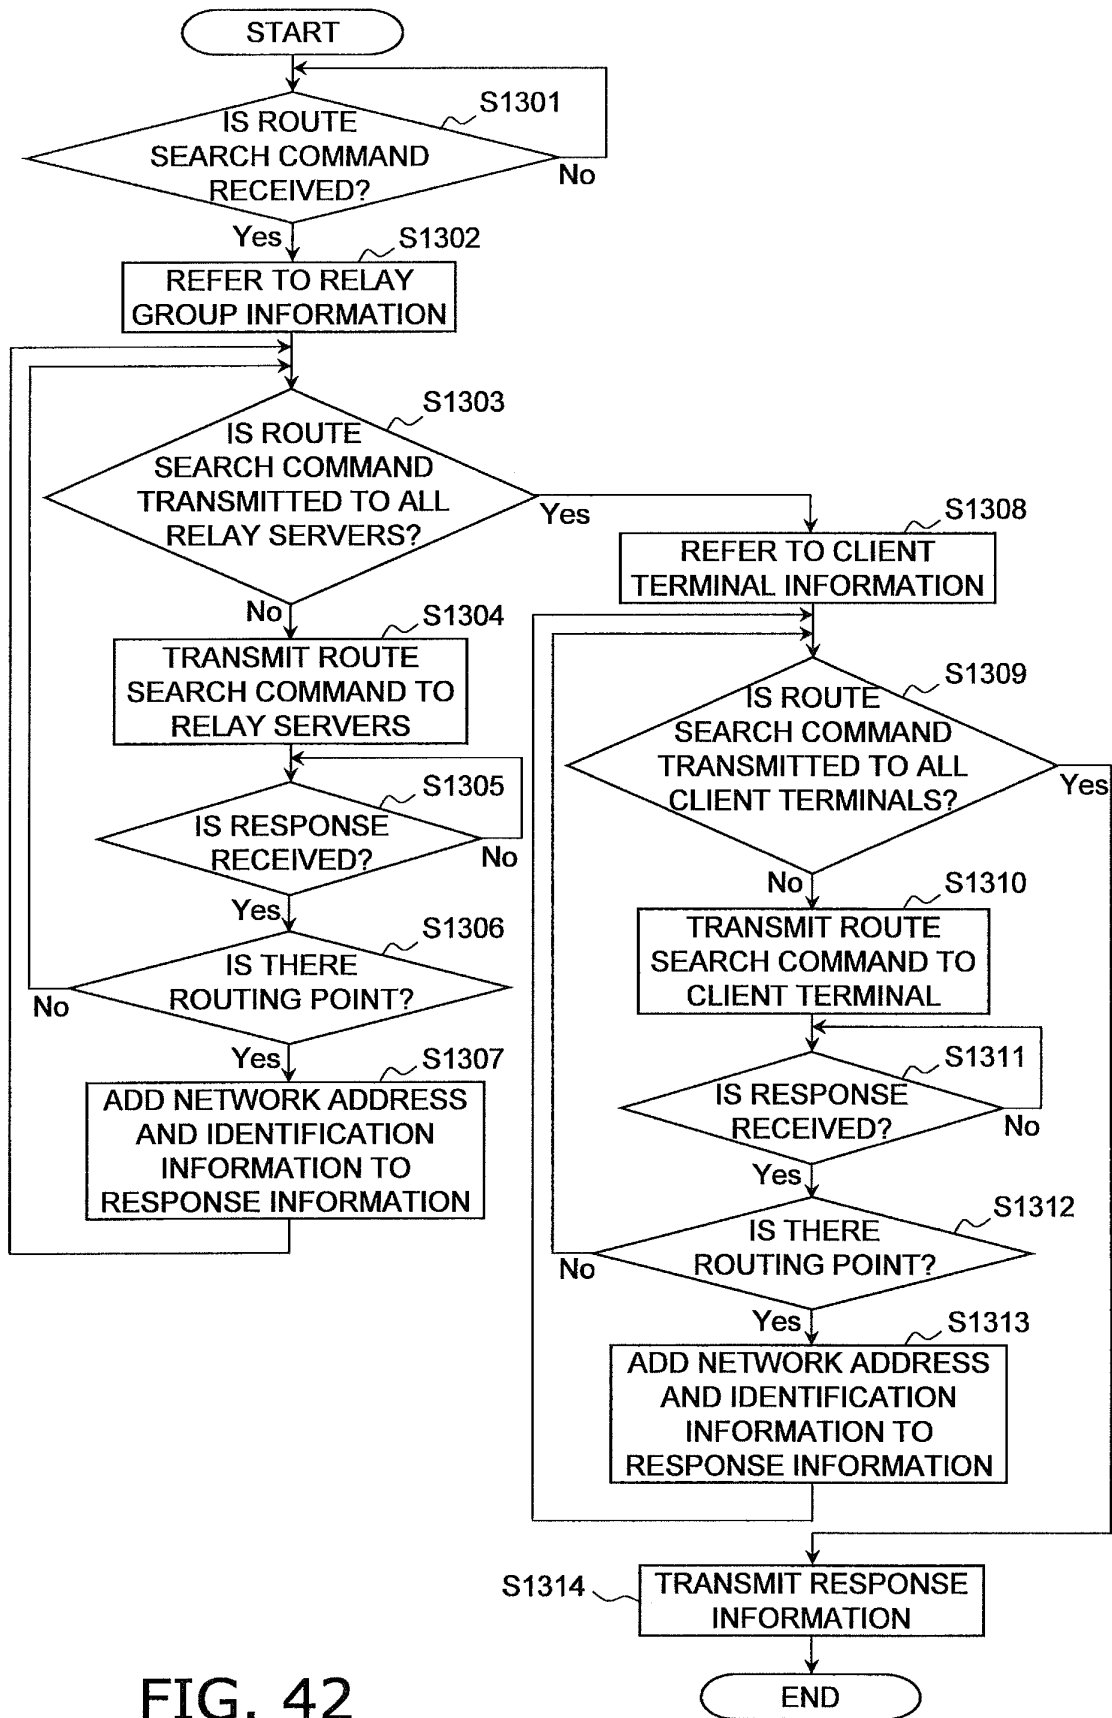 START
S1301
IS ROUTE
SEARCH COMMAND
RECEIVED?
No
Yes
S1302
REFER TO RELAY
GROUP INFORMATION
S1303
IS ROUTE
SEARCH COMMAND
TRANSMITTED TO ALL
RELAY SERVERS?
Yes
No
S1304
TRANSMIT ROUTE
SEARCH COMMAND TO
RELAY SERVERS
S1305
IS RESPONSE
RECEIVED?
No
Yes
S1306
IS THERE
ROUTING POINT?
No
Yes
S1307
ADD NETWORK ADDRESS
AND IDENTIFICATION
INFORMATION TO
RESPONSE INFORMATION
S1308
REFER TO CLIENT
TERMINAL INFORMATION
S1309
IS ROUTE
SEARCH COMMAND
TRANSMITTED TO ALL
CLIENT TERMINALS?
Yes
No
S1310
TRANSMIT ROUTE
SEARCH COMMAND TO
CLIENT TERMINAL
S1311
IS RESPONSE
RECEIVED?
No
Yes
S1312
IS THERE
ROUTING POINT?
No
Yes
S1313
ADD NETWORK ADDRESS
AND IDENTIFICATION
INFORMATION TO
RESPONSE INFORMATION
S1314
TRANSMIT RESPONSE
INFORMATION
END
FIG. 42